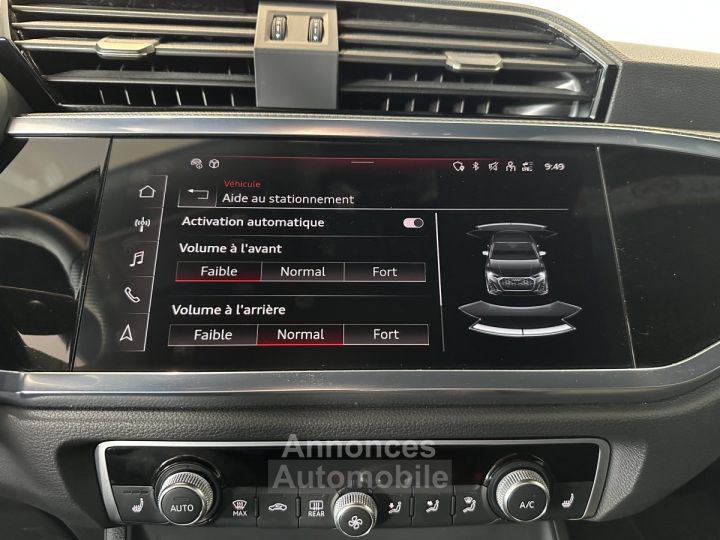 9:49
Véhicule
Aide au stationnement
Activation automatique
Volume à l'avant
Faible Normal Fort
Volume à l'arrière
Faible Normal Fort
Annonces
Automobile
AUTO MAX REAR A/C